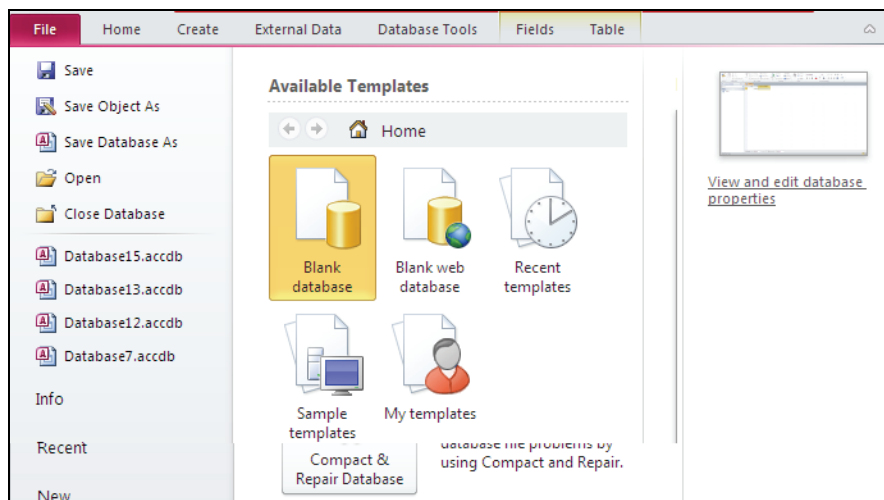 File Home Create External Data Database Tools Fields Table
Save
Save Object As
Save Database As
Open
Close Database
Database15.accdb
Database13.accdb
Database12.accdb
Database7.accdb
Info
Recent
New
Available Templates
Home
Blank
database
Blank web
database
Recent
templates
Sample
templates
My templates
Compact &
Repair Database
database file problems by
using Compact and Repair.
View and edit database
properties